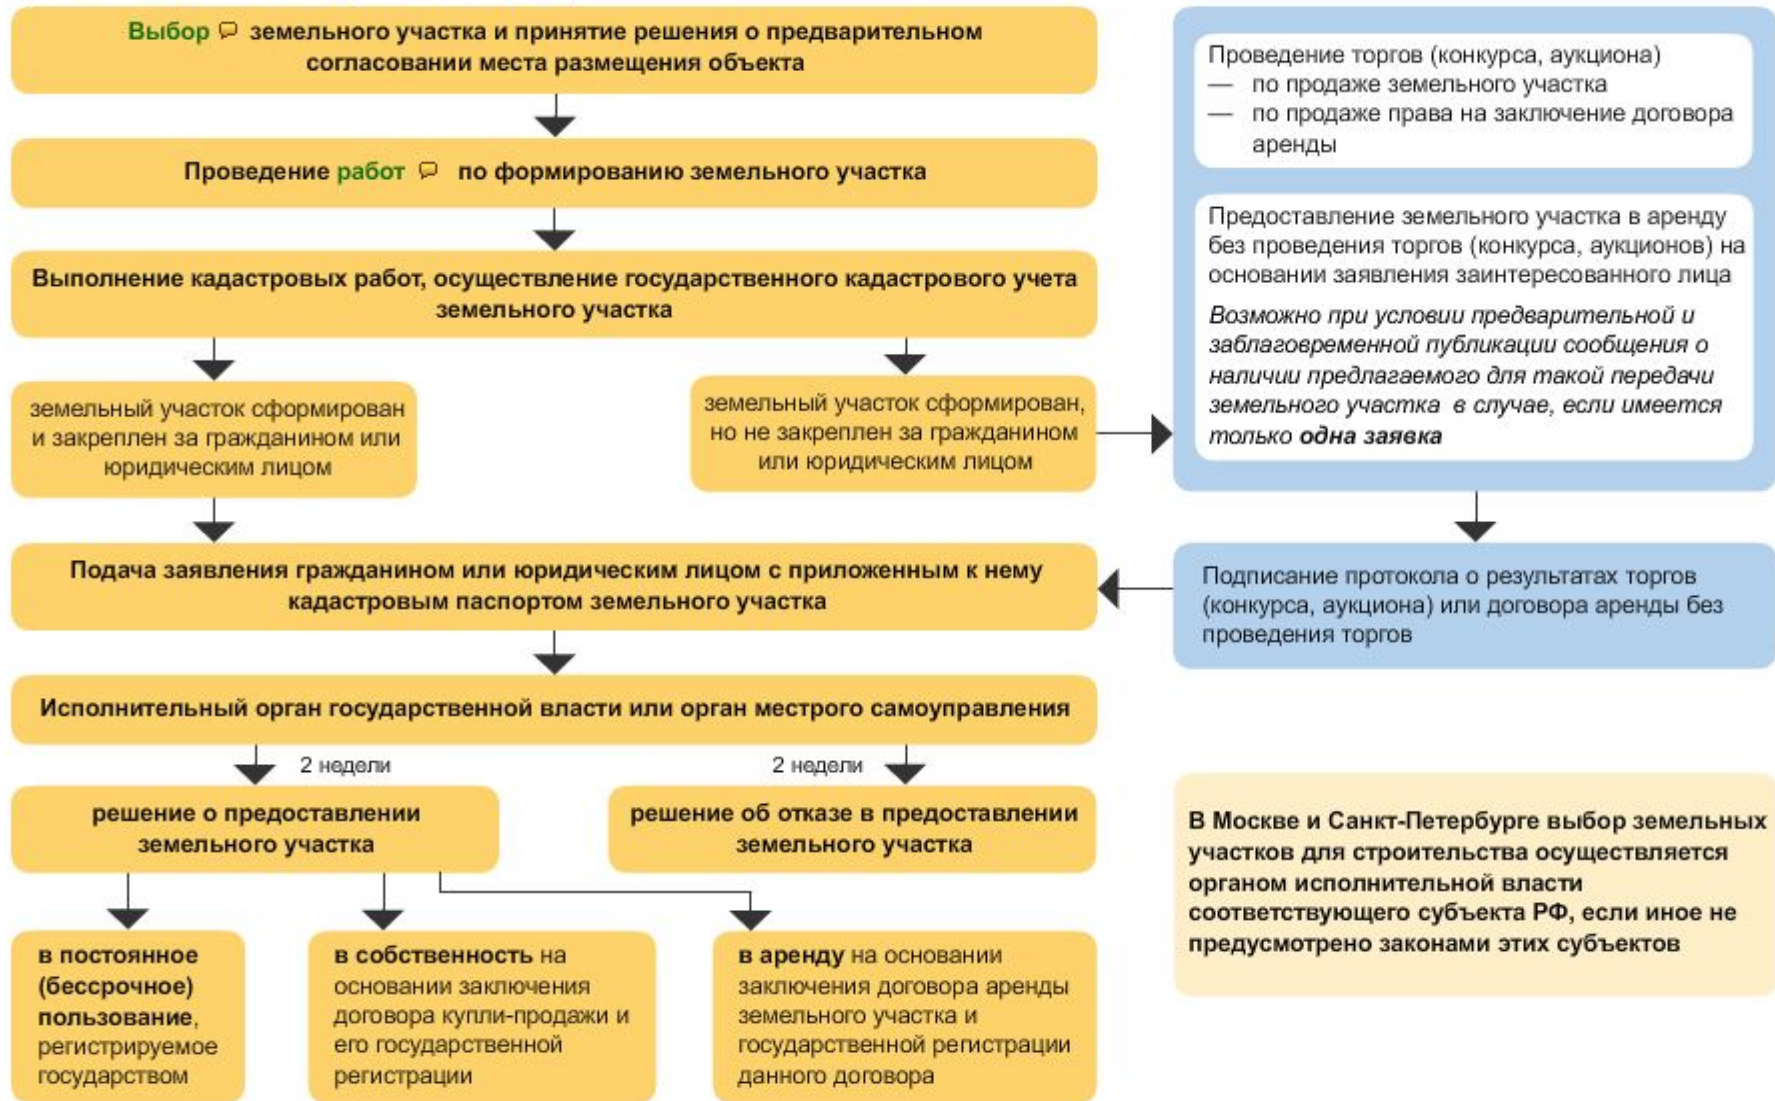 Выбор земельного участка и принятие решения о предварительном
согласовании места размещения объекта
Проведение работ по формированию земельного участка
Выполнение кадастровых работ, осуществление государственного кадастрового учета
земельного участка
земельный участок сформирован
и закреплен за гражданином или
юридическим лицом
земельный участок сформирован,
но не закреплен за гражданином
или юридическим лицом
Проведение торгов (конкурса, аукциона)
— по продаже земельного участка
— по продаже права на заключение договора
аренды
Предоставление земельного участка в аренду
без проведения торгов (конкурса, аукционов) на
основании заявления заинтересованного лица
Возможно при условии предварительной и
заблаговременной публикации сообщения о
наличии предлагаемого для такой передачи
земельного участка в случае, если имеется
только одна заявка
Подписание протокола о результатах торгов
(конкурса, аукциона) или договора аренды без
проведения торгов
Подача заявления гражданином или юридическим лицом с приложенным к нему
кадастровым паспортом земельного участка
Исполнительный орган государственной власти или орган местрого самоуправления
2 недели
2 недели
решение о предоставлении
земельного участка
решение об отказе в предоставлении
земельного участка
в постоянное
(бессрочное)
пользование,
регистрируемое
государством
в собственность на
основании заключения
договора купли-продажи и
его государственной
регистрации
в аренду на основании
заключения договора аренды
земельного участка и
государственной регистрации
данного договора
В Москве и Санкт-Петербурге выбор земельных
участков для строительства осуществляется
органом исполнительной власти
соответствующего субъекта РФ, если иное не
предусмотрено законами этих субъектов